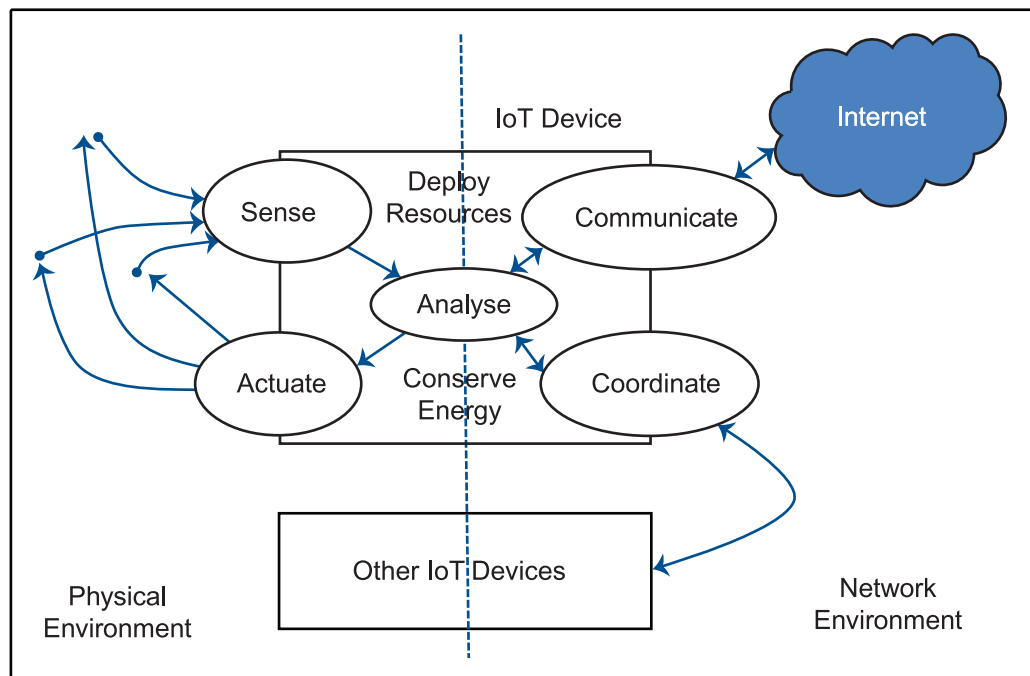 IoT Device
Internet
Deploy
Resources
Sense
Communicate
Analyse
Actuate
Conserve
Energy
Coordinate
Other IoT Devices
Physical
Environment
Network
Environment